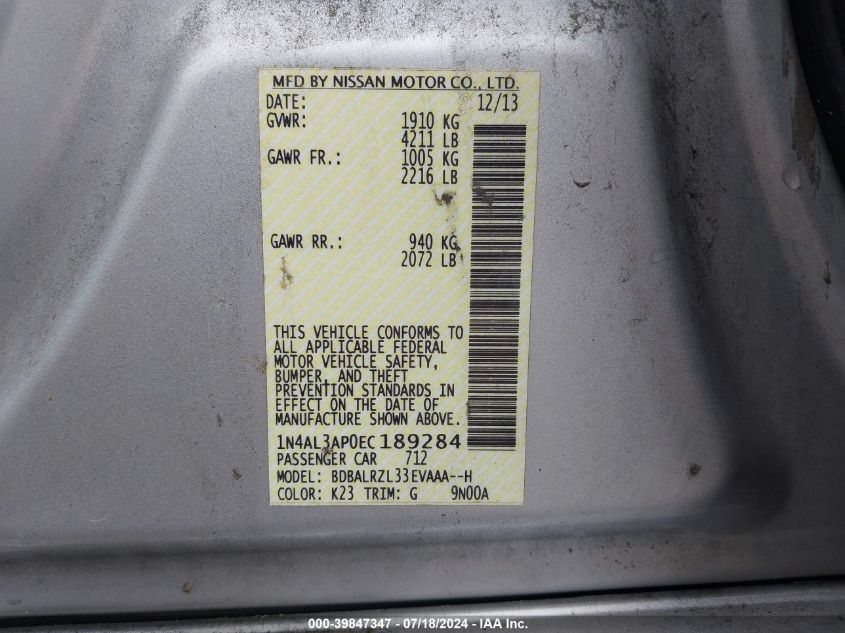 MFD BY NISSAN MOTOR CO., LTD.
DATE: 12/13
GVWR: 1910 KG
4211 LB
GAWR FR.: 1005 KG
2216 LB
GAWR RR.: 940 KG
2072 LB
THIS VEHICLE CONFORMS TO
ALL APPLICABLE FEDERAL
MOTOR VEHICLE SAFETY,
BUMPER, AND THEFT
PREVENTION STANDARDS IN
EFFECT ON THE DATE OF
MANUFACTURE SHOWN ABOVE.
1N4AL3AP0EC189284
PASSENGER CAR 712
MODEL: BDBALRZL33EVAAA--H
COLOR: K23 TRIM: G 9N00A
000-39847347 - 07/18/2024 - IAA Inc.